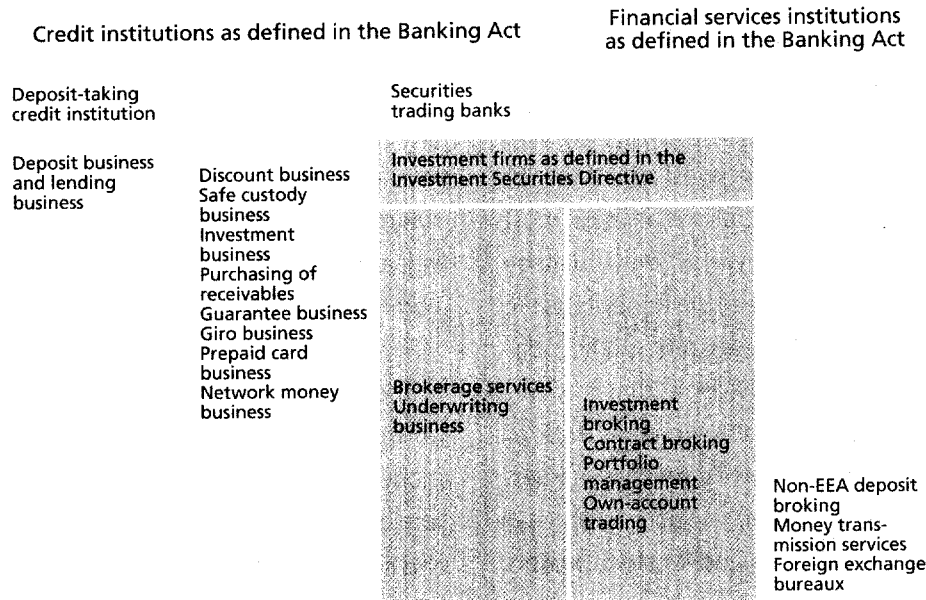 Credit institutions as defined in the Banking Act
Financial services institutions
as defined in the Banking Act
Deposit-taking
credit institution
Securities
trading banks
Deposit business
and lending
business
Discount business
Safe custody
business
Investment
business
Purchasing of
receivables
Guarantee business
Giro business
Prepaid card
business
Network money
business
Investment firms as defined in the
Investment Securities Directive
Brokerage services
Underwriting
business
Investment
broking
Contract broking
Portfolio
management
Own-account
trading
Non-EEA deposit
broking
Money trans-
mission services
Foreign exchange
bureaux